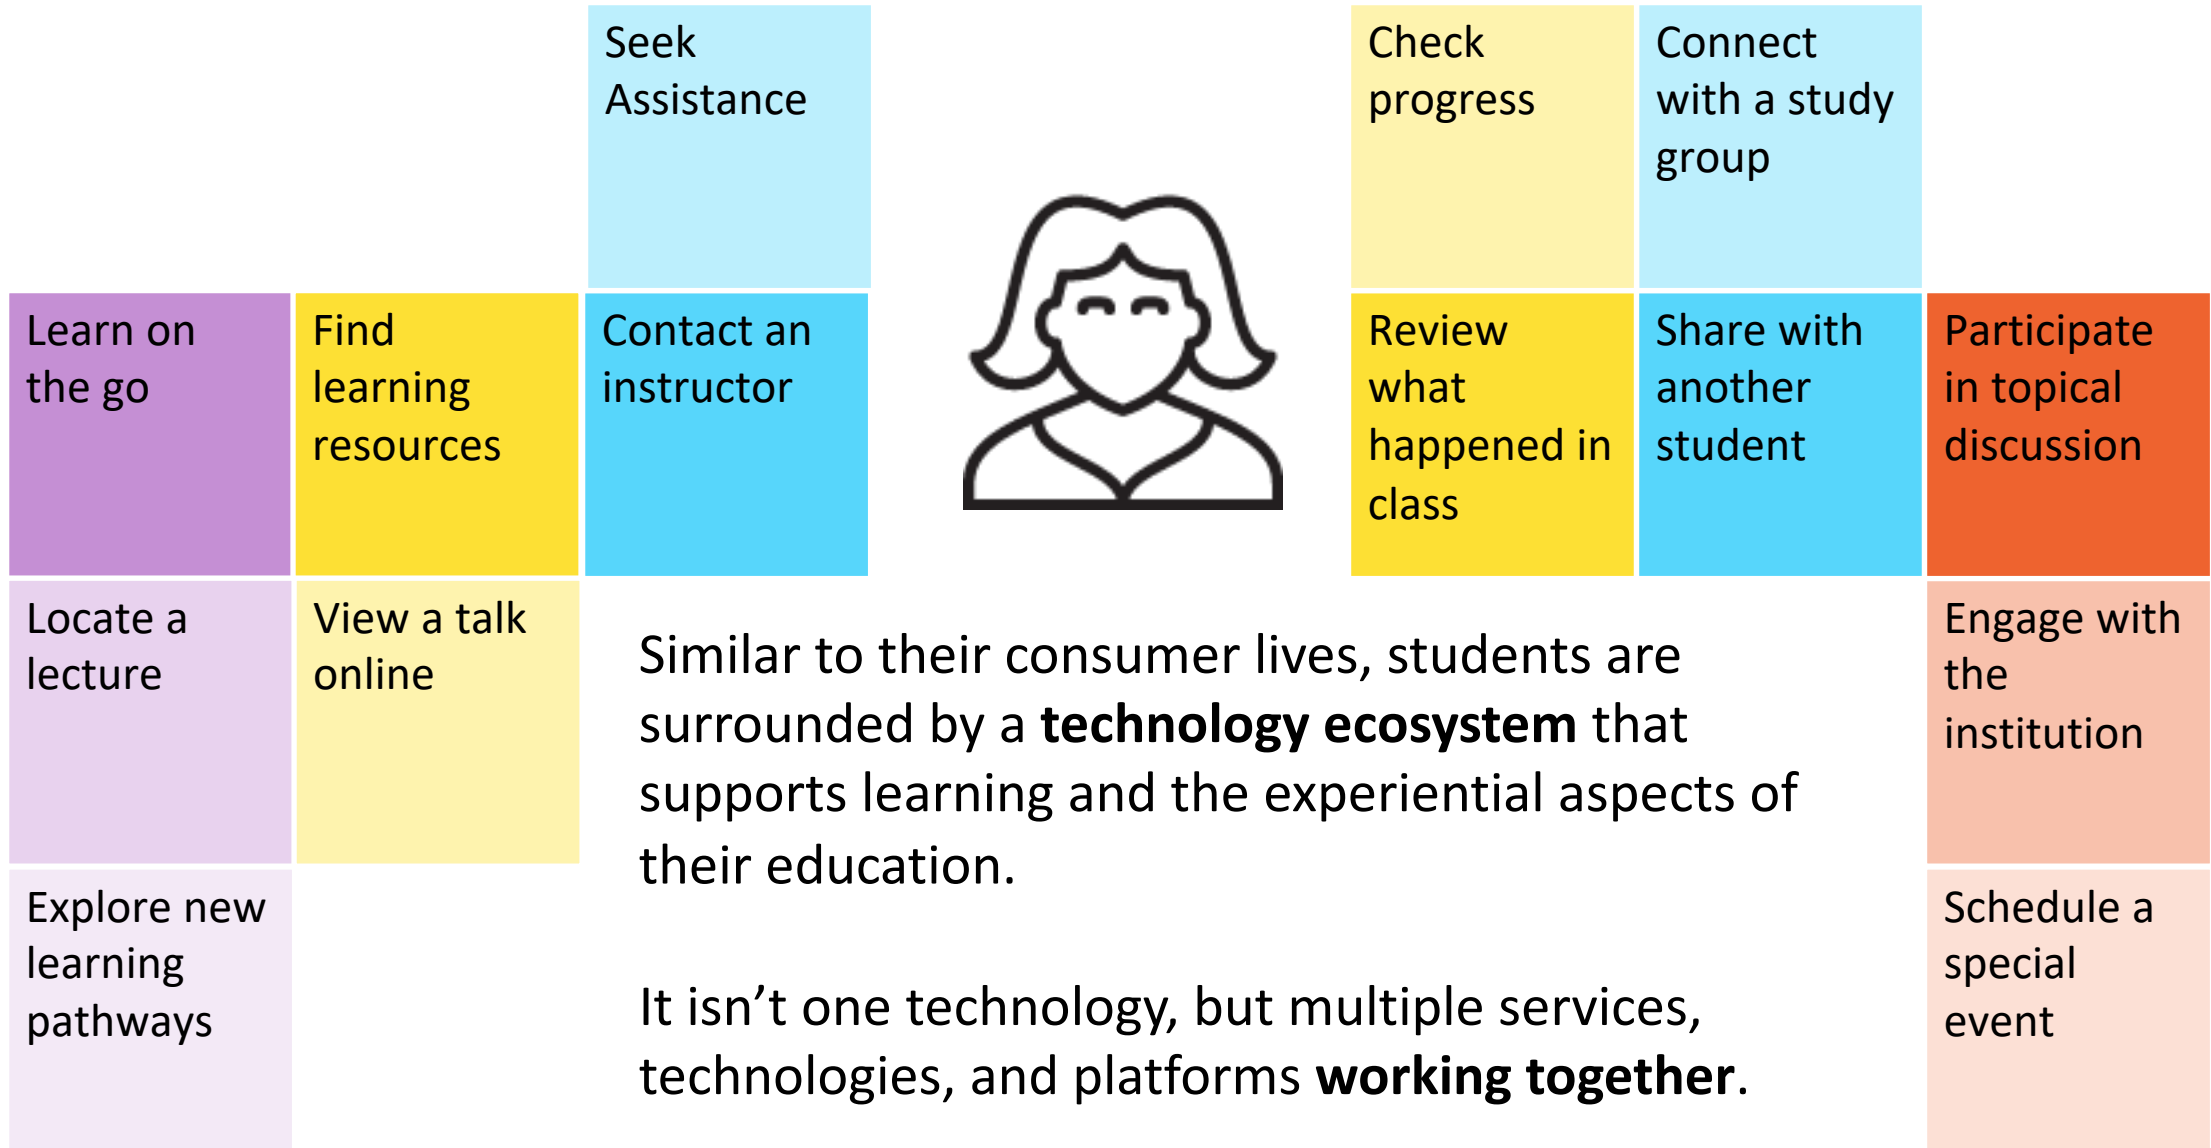 Seek
Assistance
Check
progress
Connect
with a study
group
Learn on
the go
Find
learning
resources
Contact an
instructor
Review
what
happened in
class
Share with
another
student
Participate
in topical
discussion
Locate a
lecture
View a talk
online
Engage with
the
institution
Similar to their consumer lives, students are
surrounded by a technology ecosystem that
supports learning and the experiential aspects of
their education.
Explore new
learning
pathways
Schedule a
special
event
It isn’t one technology, but multiple services,
technologies, and platforms working together.